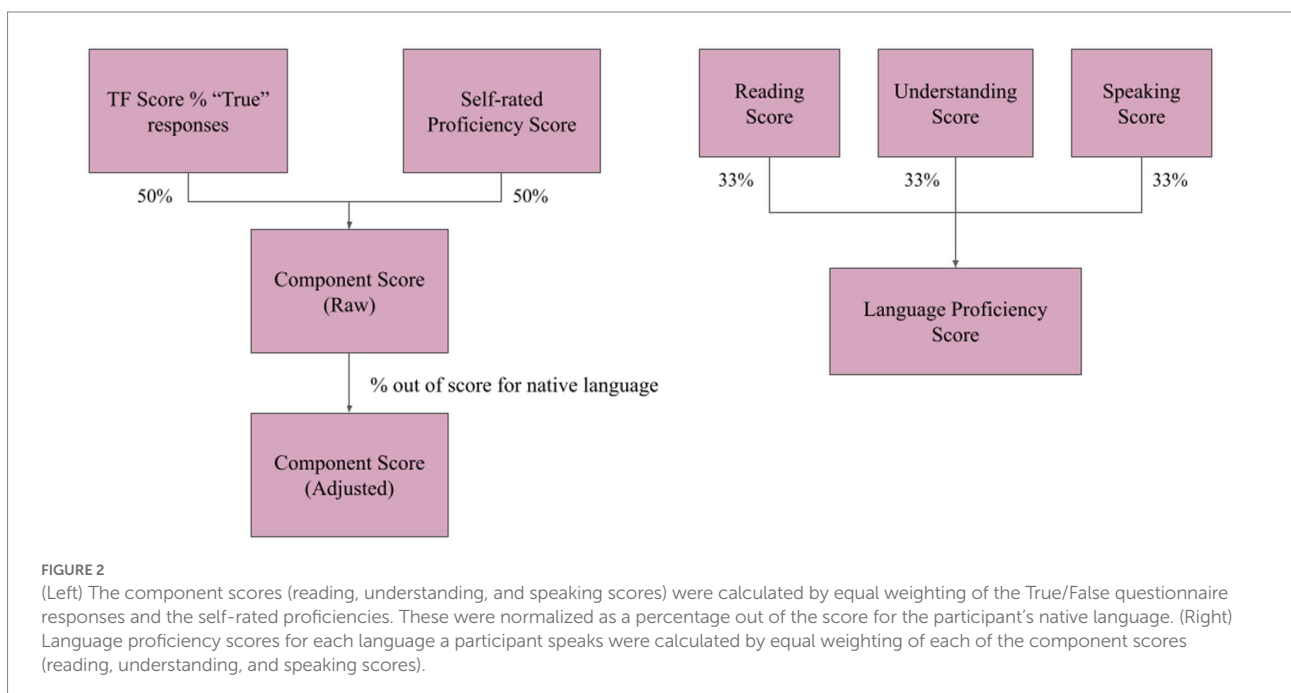 TF Score % “True”
responses
Self-rated
Proficiency Score
50%
50%
Component Score
(Raw)
% out of score for native language
Component Score
(Adjusted)
Reading
Score
Understanding
Score
Speaking
Score
33%
33%
33%
Language Proficiency
Score
FIGURE 2
(Left) The component scores (reading, understanding, and speaking scores) were calculated by equal weighting of the True/False questionnaire
responses and the self-rated proficiencies. These were normalized as a percentage out of the score for the participant’s native language. (Right)
Language proficiency scores for each language a participant speaks were calculated by equal weighting of each of the component scores
(reading, understanding, and speaking scores).